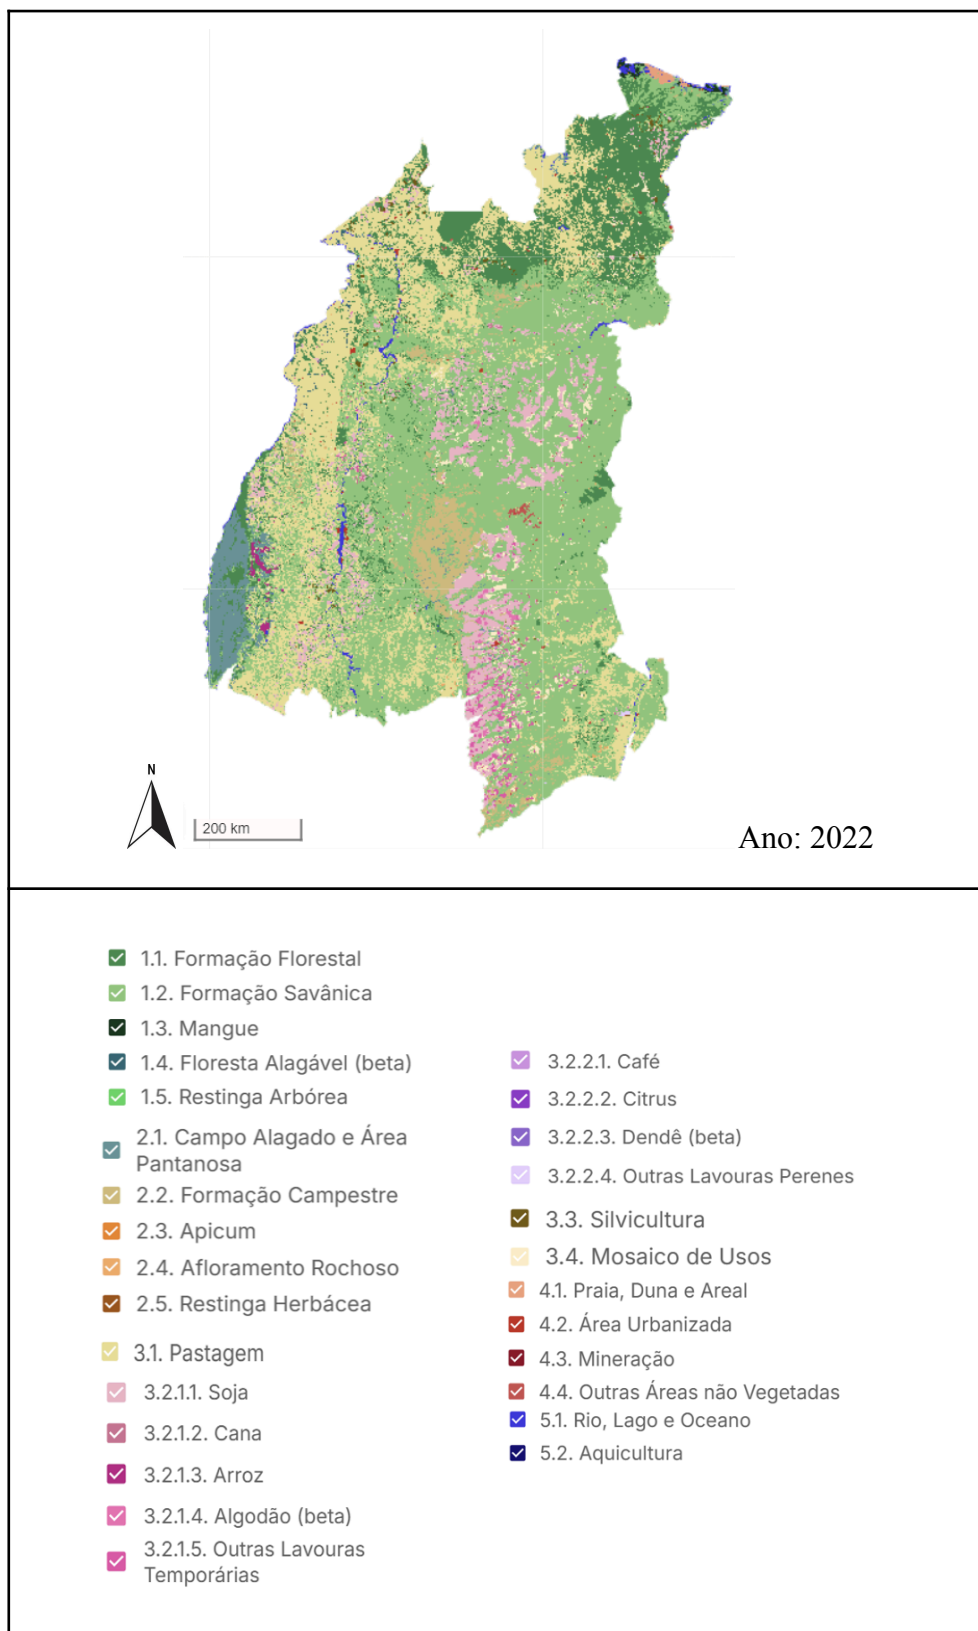 N
200 km
Ano: 2022
1.1. Formação Florestal
1.2. Formação Savânica
1.3. Mangue
1.4. Floresta Alagável (beta)
1.5. Restinga Arbórea
2.1. Campo Alagado e Área
Pantanosa
2.2. Formação Campestre
2.3. Apicum
2.4. Afloramento Rochoso
2.5. Restinga Herbácea
3.1. Pastagem
3.2.1.1. Soja
3.2.1.2. Cana
3.2.1.3. Arroz
3.2.1.4. Algodão (beta)
3.2.1.5. Outras Lavouras
Temporárias
3.2.2.1. Café
3.2.2.2. Citrus
3.2.2.3. Dendê (beta)
3.2.2.4. Outras Lavouras Perenes
3.3. Silvicultura
3.4. Mosaico de Usos
4.1. Praia, Duna e Areal
4.2. Área Urbanizada
4.3. Mineração
4.4. Outras Áreas não Vegetadas
5.1. Rio, Lago e Oceano
5.2. Aquicultura